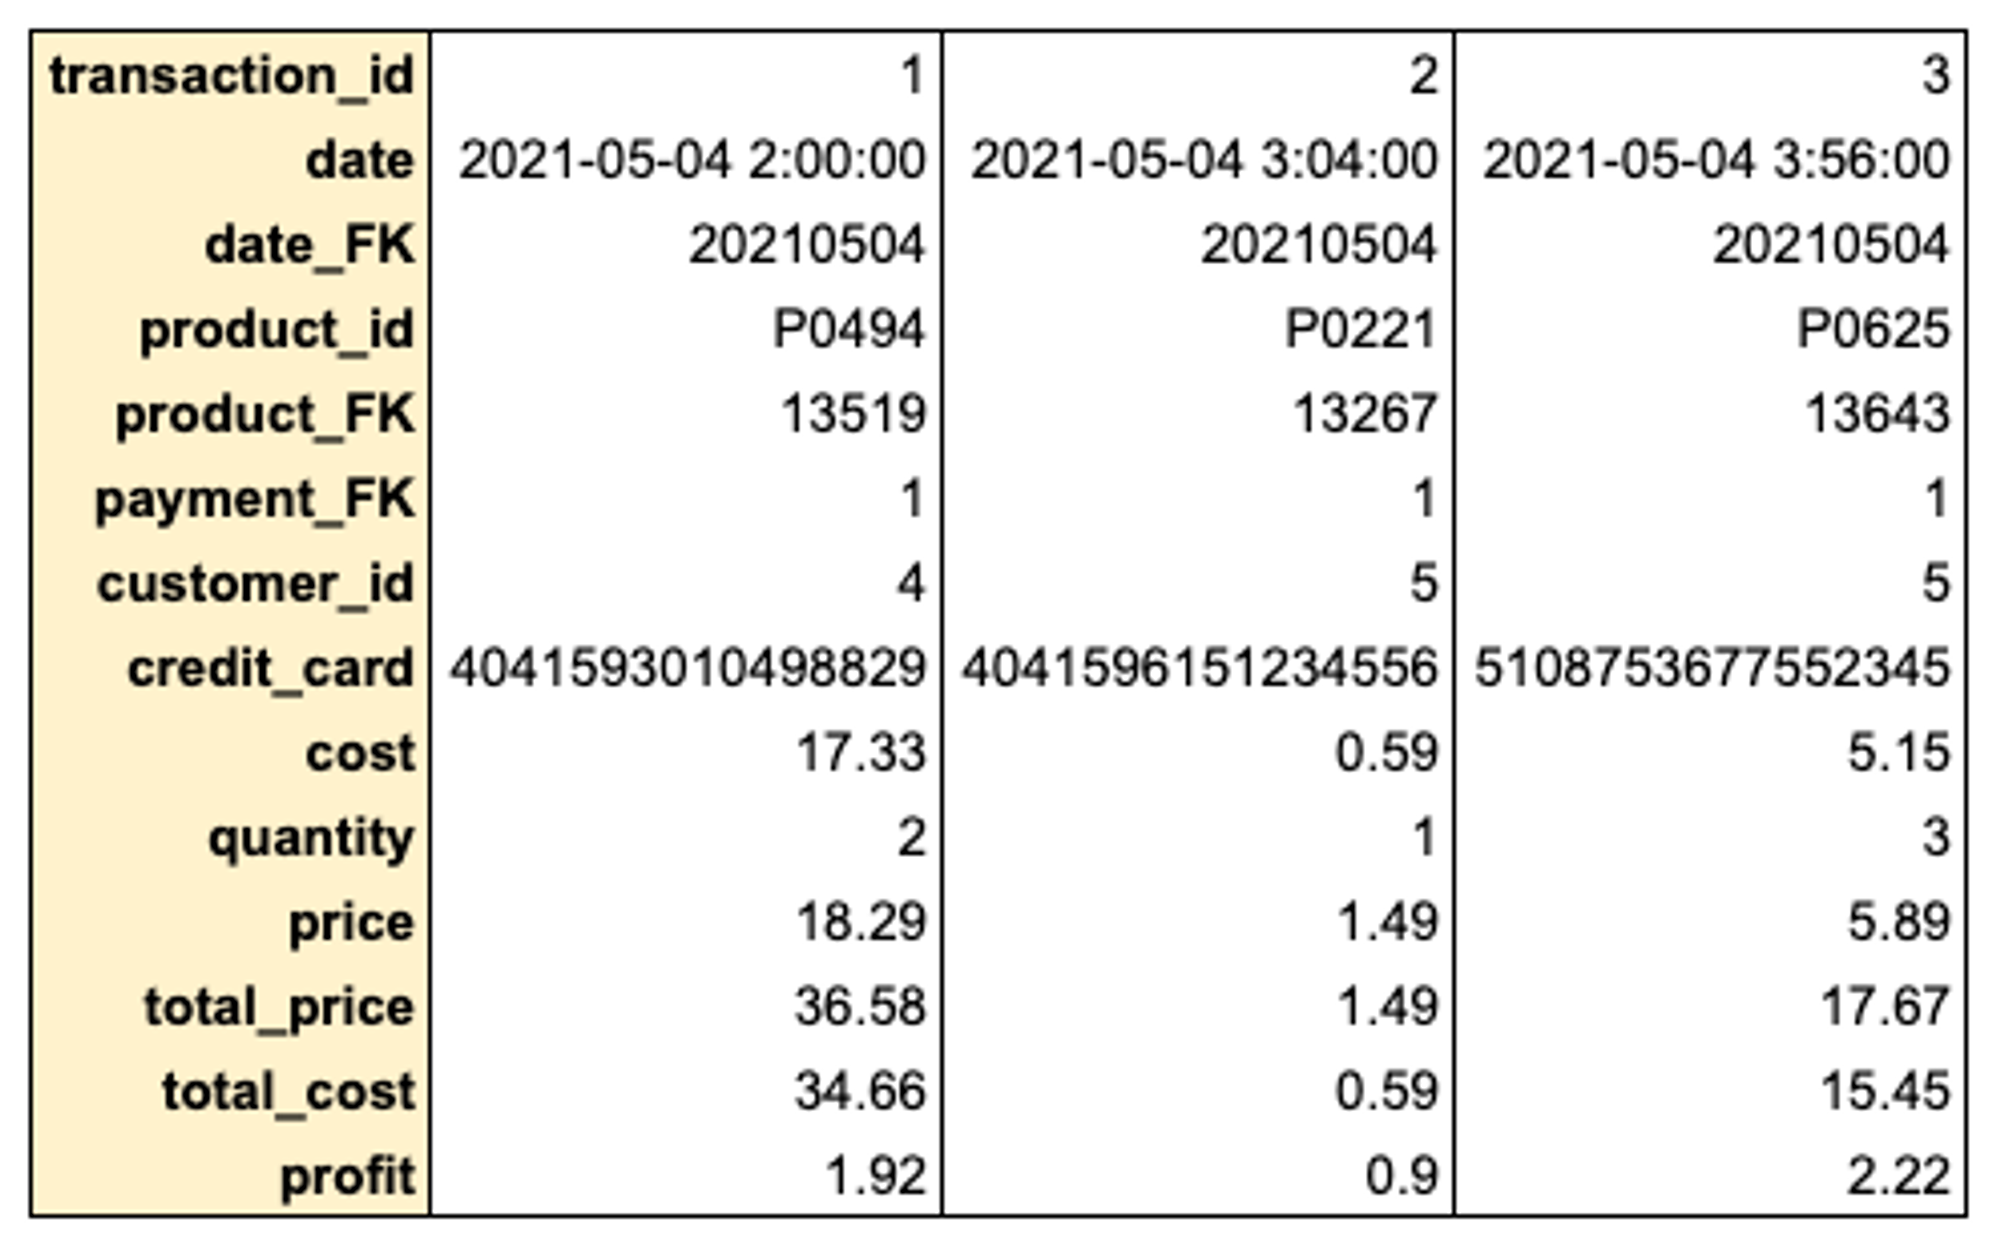 transaction_id 1 2 3
date 2021-05-04 2:00:00 2021-05-04 3:04:00 2021-05-04 3:56:00
date_FK 20210504 20210504 20210504
product_id P0494 P0221 P0625
product_FK 13519 13267 13643
payment_FK 1 1 1
customer_id 4 5 5
credit_card 4041593010498829 4041596151234556 5108753677552345
cost 17.33 0.59 5.15
quantity 2 1 3
price 18.29 1.49 5.89
total_price 36.58 1.49 17.67
total_cost 34.66 0.59 15.45
profit 1.92 0.9 2.22